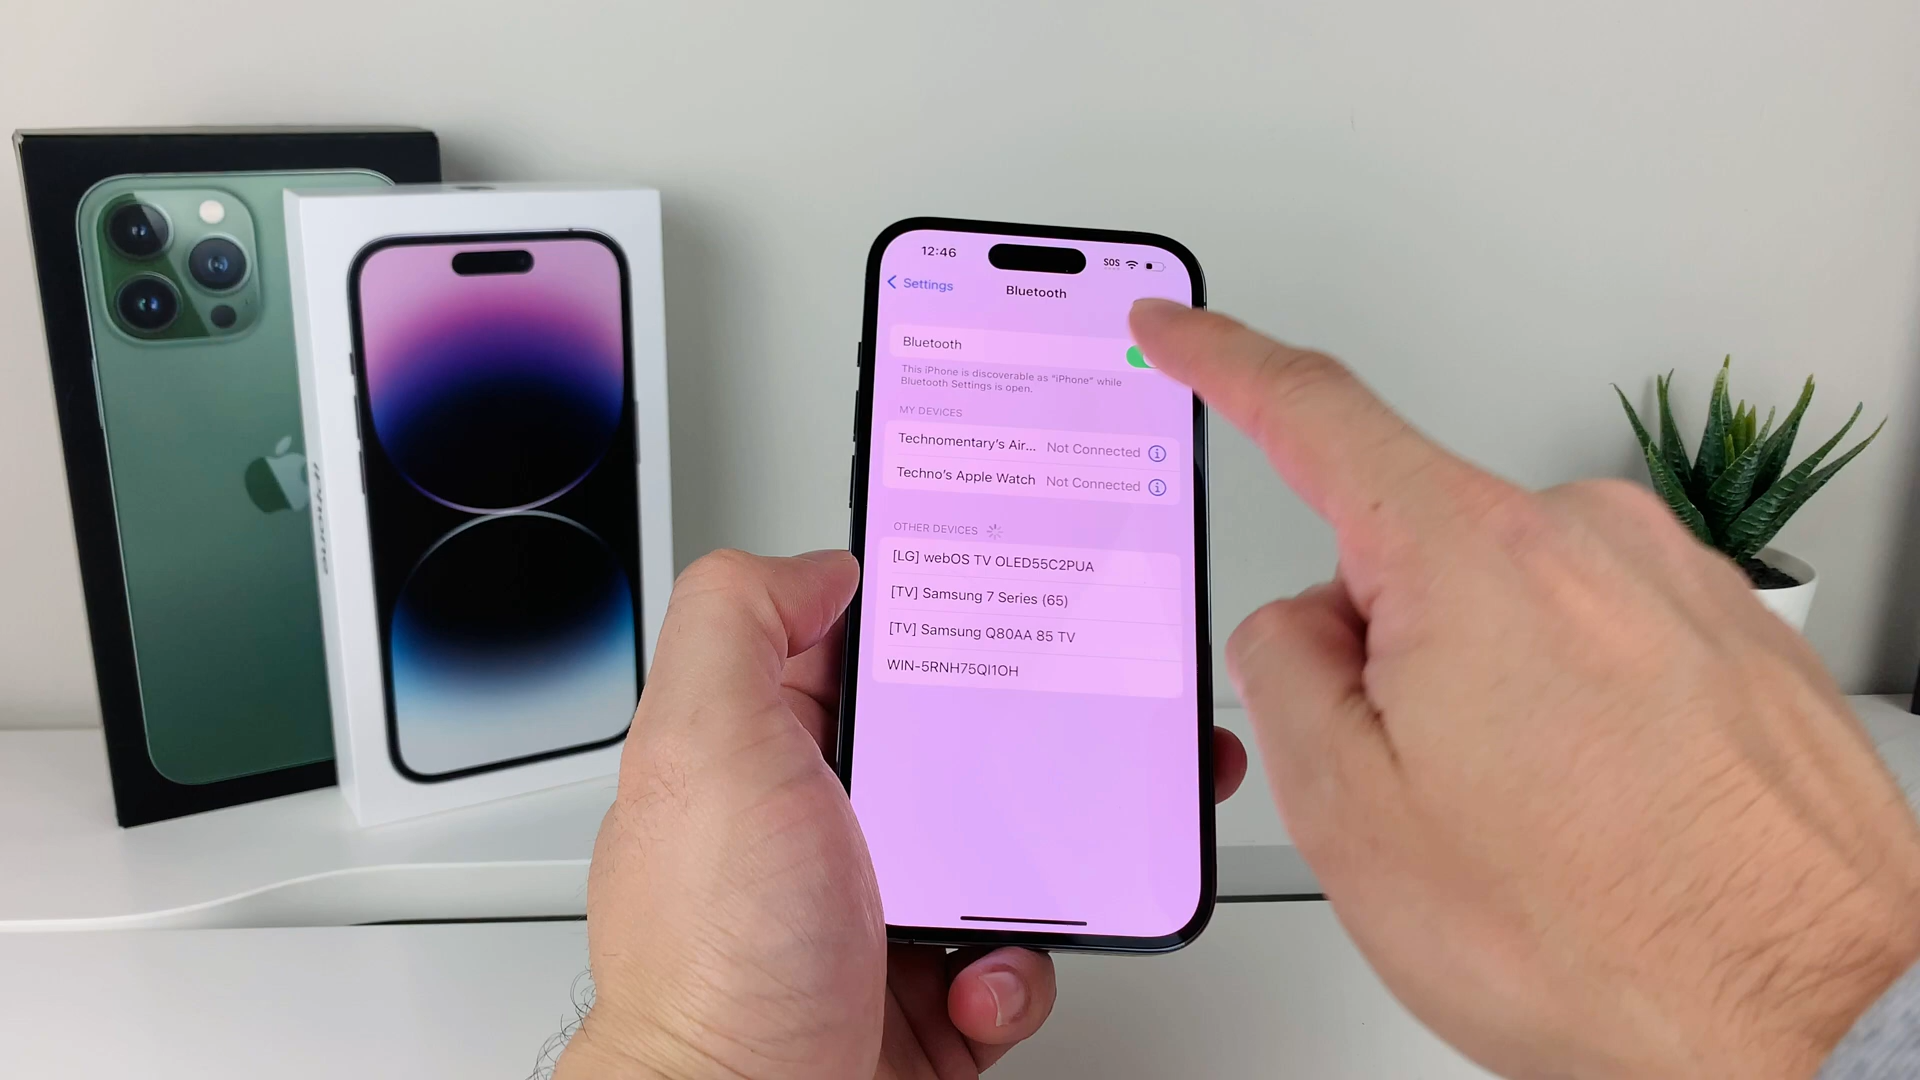 iPhone
12:46
SOS
Settings
Bluetooth
Bluetooth
This iPhone is discoverable as “iPhone” while
Bluetooth Settings is open.
MY DEVICES
Technomentary’s Air... Not Connected
Techno’s Apple Watch Not Connected
OTHER DEVICES
[LG] webOS TV OLED55C2PUA
[TV] Samsung 7 Series (65)
[TV] Samsung Q80AA 85 TV
WIN-5RNH75QI1OH